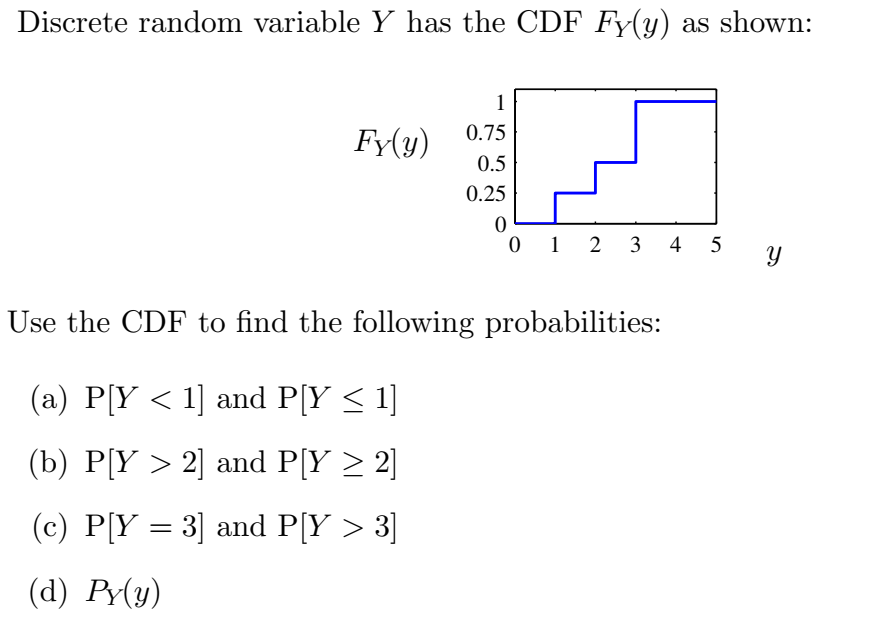 Discrete random variable Y has the CDF F_Y(y) as shown:
1
0.75
F_Y(y)
0.5
0.25
0
0 1 2 3 4 5
y
Use the CDF to find the following probabilities:
(a) P[Y < 1] and P[Y ≤ 1]
(b) P[Y > 2] and P[Y ≥ 2]
(c) P[Y = 3] and P[Y > 3]
(d) P_Y(y)